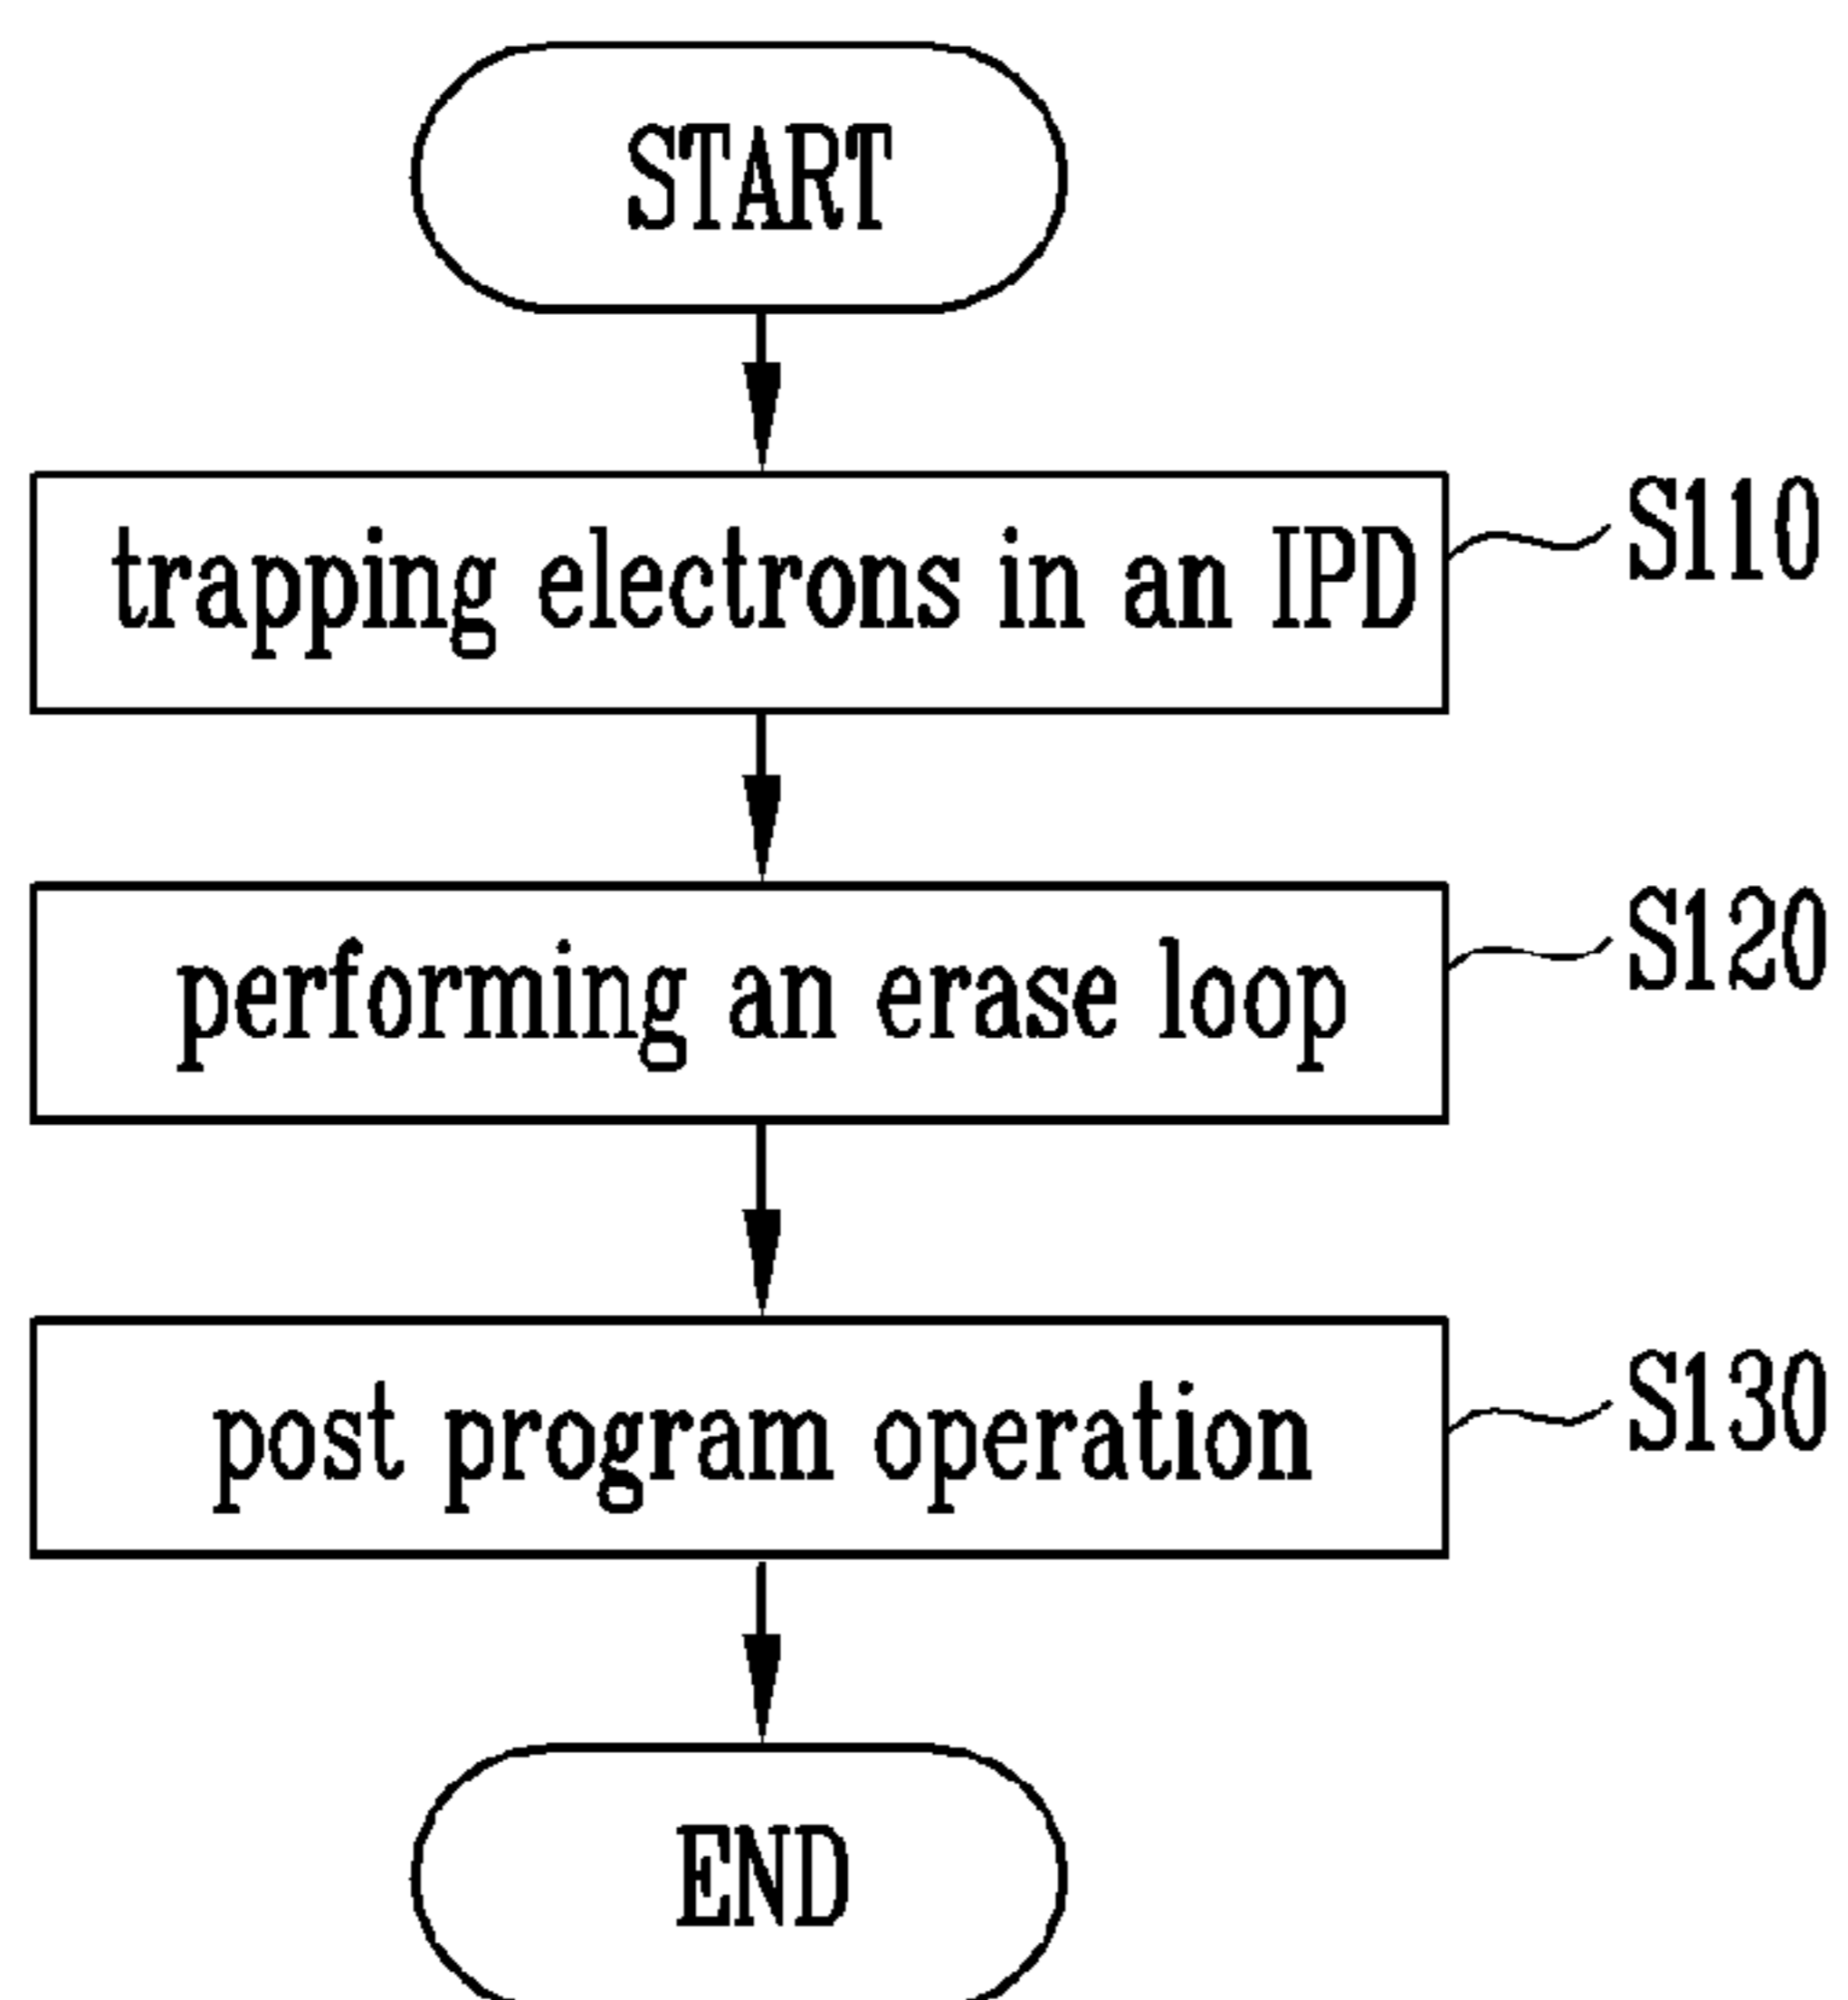 START
trapping electrons in an IPD
S110
performing an erase loop
S120
post program operation
S130
END